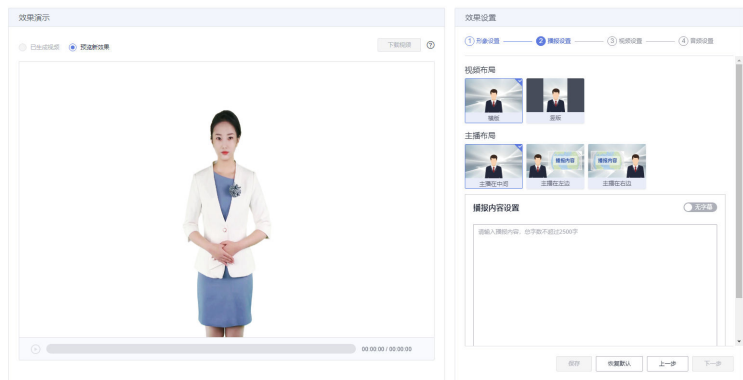 效果演示
已生成视频
预览新效果
下载视频
?
00:00:00 / 00:00:00
效果设置
1 形象设置
2 播报设置
3 视频设置
4 音频设置
视频布局
横版
竖版
主播布局
播报内容
播报内容
主播在中间
主播在左边
主播在右边
播报内容设置
无字幕
请输入播报内容，总字数不超过2500字
保存
恢复默认
上一步
下一步